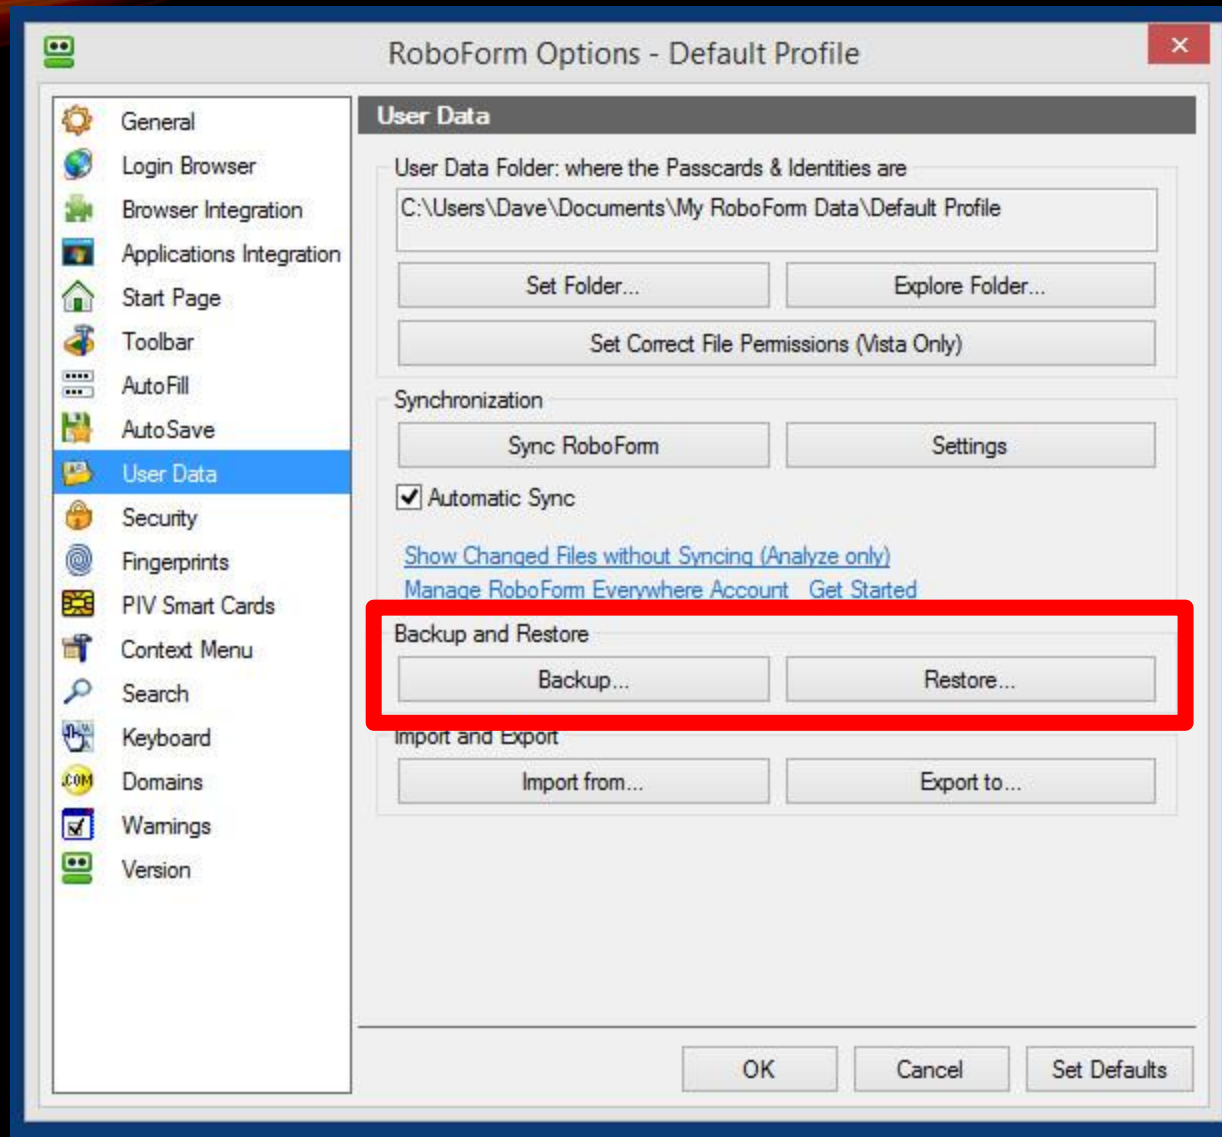 RoboForm Options - Default Profile
General
Login Browser
Browser Integration
Applications Integration
Start Page
Toolbar
AutoFill
AutoSave
User Data
Security
Fingerprints
PIV Smart Cards
Context Menu
Search
Keyboard
.COM
Domains
Warnings
Version
User Data
User Data Folder: where the Passcards & Identities are
C:\Users\Dave\Documents\My RoboForm Data\Default Profile
Set Folder... Explore Folder...
Set Correct File Permissions (Vista Only)
Synchronization
Sync RoboForm Settings
Automatic Sync
Show Changed Files without Syncing (Analyze only)
Manage RoboForm Everywhere Account Get Started
Backup and Restore
Backup... Restore...
Import and Export
Import from... Export to...
OK Cancel Set Defaults